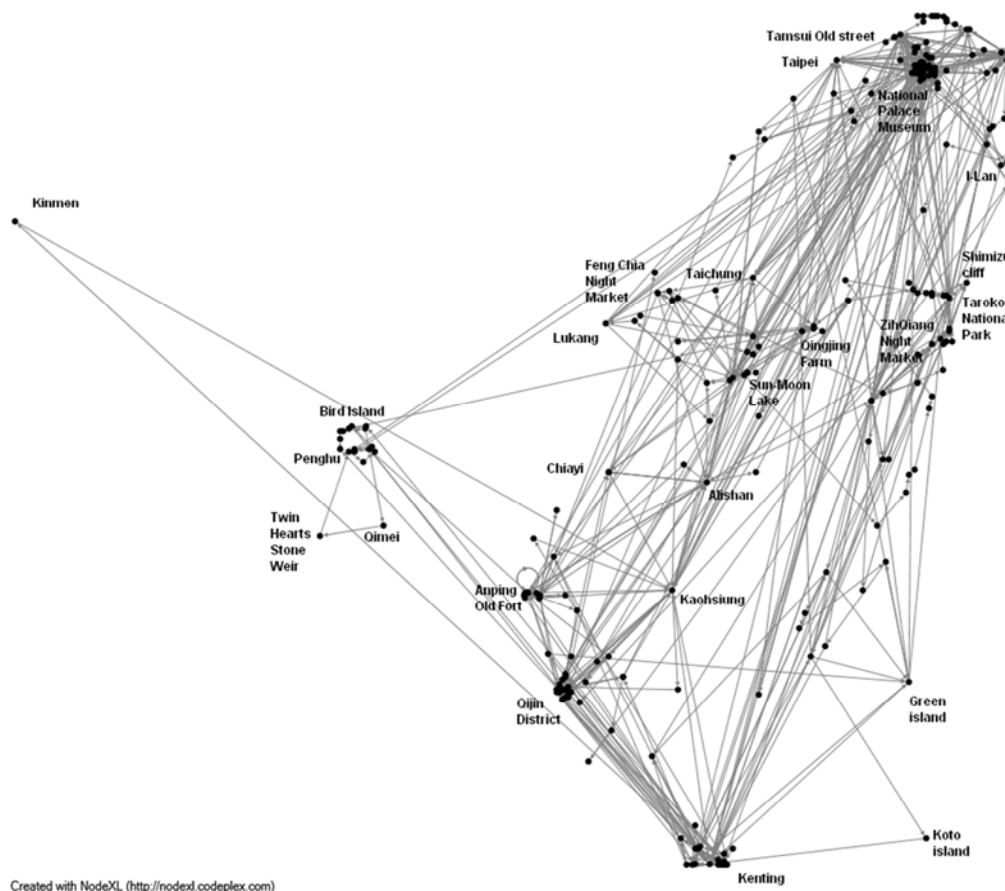 Tamsui Old street
Taipei
National
Palace
Museum
I-Lan
Kinmen
Shimizu
cliff
Feng Chia
Night
Market
Taichung
Taroko
National
Park
Lukang
ZihQiang
Night
Market
Qingjing
Farm
Sun-Moon
Lake
Bird Island
Penghu
Chiayi
Alishan
Twin
Hearts
Stone
Weir
Qimei
Anping
Old Fort
Kaohsiung
Qijin
District
Green
island
Koto
island
Kenting
Created with NodeXL (http://nodexl.codeplex.com)